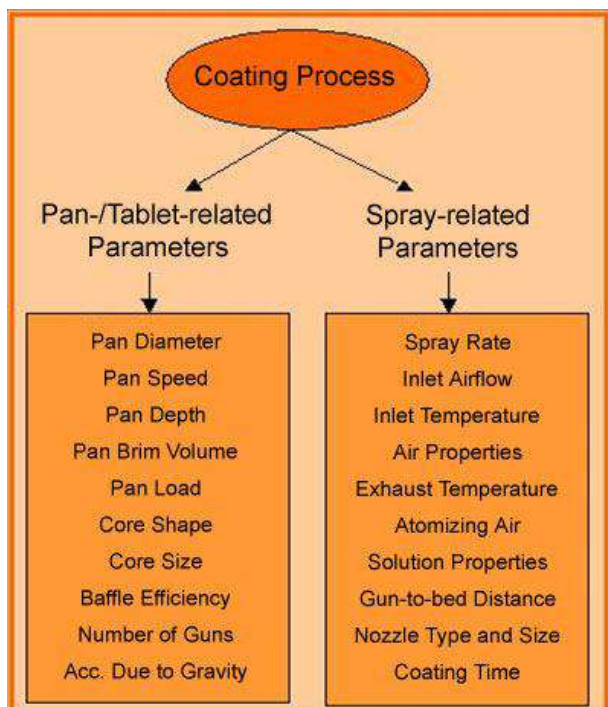 Coating Process
Pan-/Tablet-related
Parameters
Pan Diameter
Pan Speed
Pan Depth
Pan Brim Volume
Pan Load
Core Shape
Core Size
Baffle Efficiency
Number of Guns
Acc. Due to Gravity
Spray-related
Parameters
Spray Rate
Inlet Airflow
Inlet Temperature
Air Properties
Exhaust Temperature
Atomizing Air
Solution Properties
Gun-to-bed Distance
Nozzle Type and Size
Coating Time